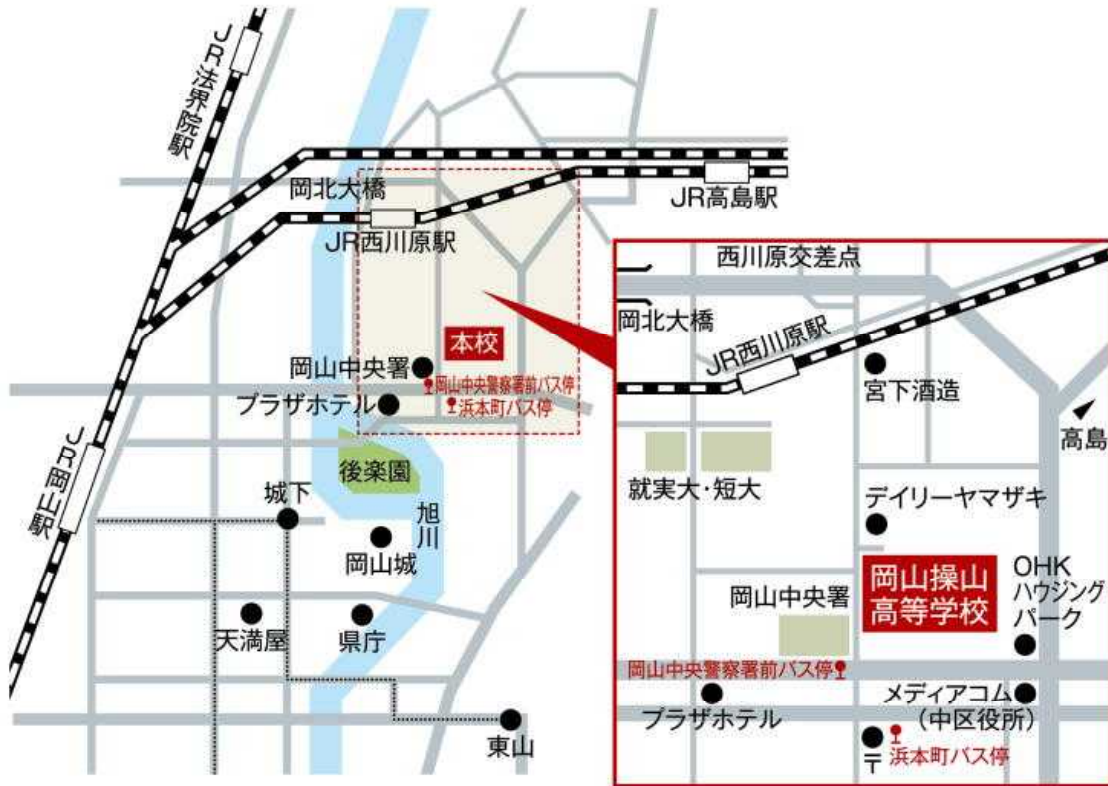 JR法界院駅
岡北大橋
JR高島駅
JR西川原駅
本校
岡山中央署
岡山中央警察署前バス停
プラザホテル
浜本町バス停
JR岡山駅
後楽園
城下
旭川
岡山城
天満屋
県庁
東山
西川原交差点
岡北大橋
JR西川原駅
宮下酒造
高島
就実大・短大
デイリーヤマザキ
岡山操山
高等学校
OHK
ハウジング
パーク
岡山中央署
岡山中央警察署前バス停
プラザホテル
メディアコム
(中区役所)
〒
浜本町バス停